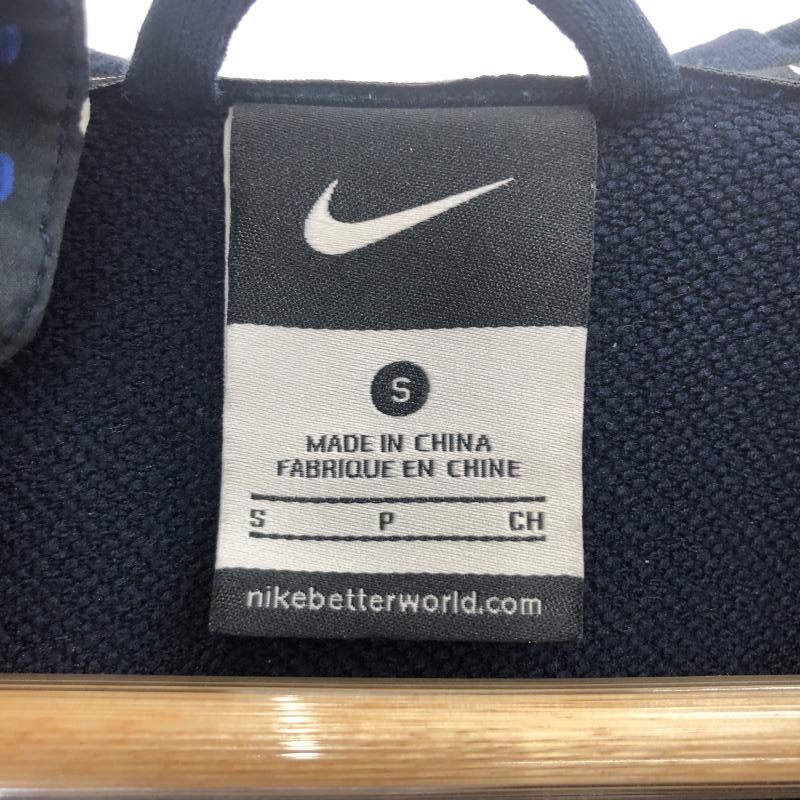 S
MADE IN CHINA
FABRIQUE EN CHINE
S P CH
nikebetterworld.com